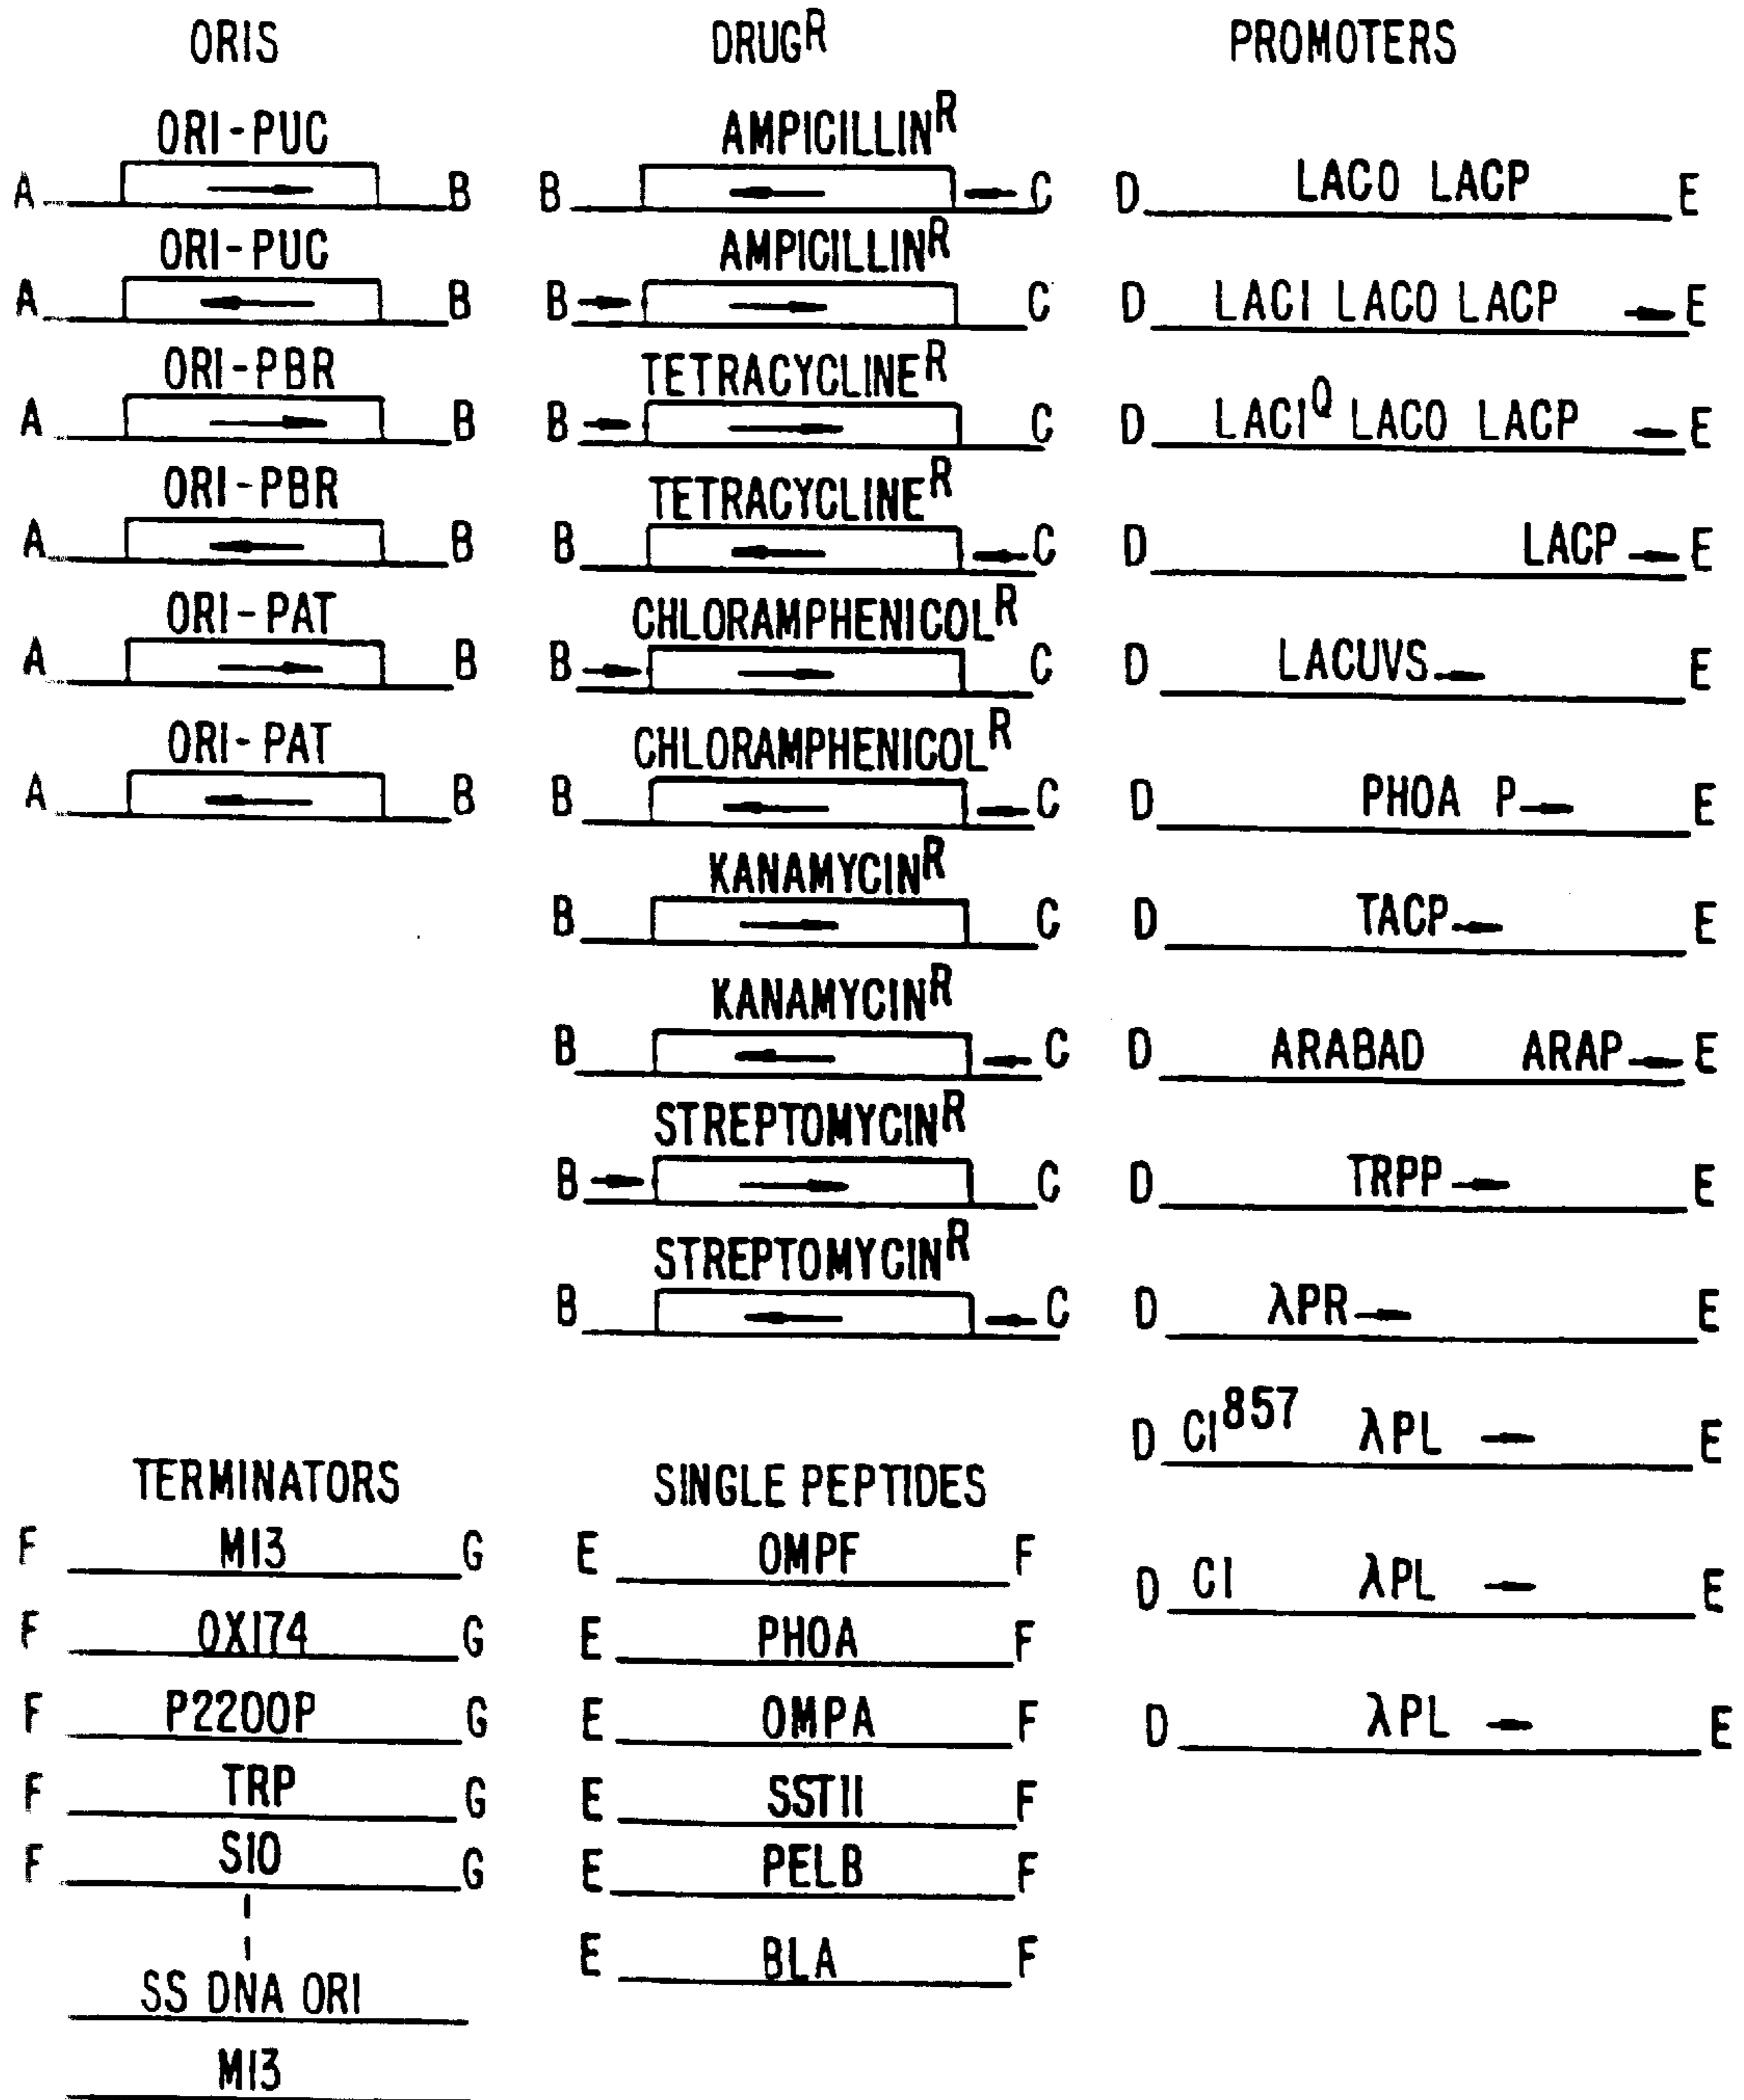 ORIS
ORI-PUC
A B
ORI-PUC
A B
ORI-PBR
A B
ORI-PBR
A B
ORI-PAT
A B
ORI-PAT
A B
DRUGR
AMPICILLINR
B C
AMPICILLINR
B C
TETRACYCLINER
B C
TETRACYCLINER
B C
CHLORAMPHENICOLR
B C
CHLORAMPHENICOLR
B C
KANAMYCINR
B C
KANAMYCINR
B C
STREPTOMYCINR
B C
STREPTOMYCINR
B C
PROMOTERS
D LACO LACP E
D LACI LACO LACP E
D LACIQ LACO LACP E
D LACP E
D LACUVS E
D PHOA P E
D TACP E
D ARABAD ARAP E
D TRPP E
D λPR E
D CI857 λPL E
D CI λPL E
D λPL E
TERMINATORS
F M13 G
F OX174 G
F P2200P G
F TRP G
F S10 G
SS DNA ORI
M13
SINGLE PEPTIDES
E OMPF F
E PHOA F
E OMPA F
E SSTII F
E PELB F
E BLA F